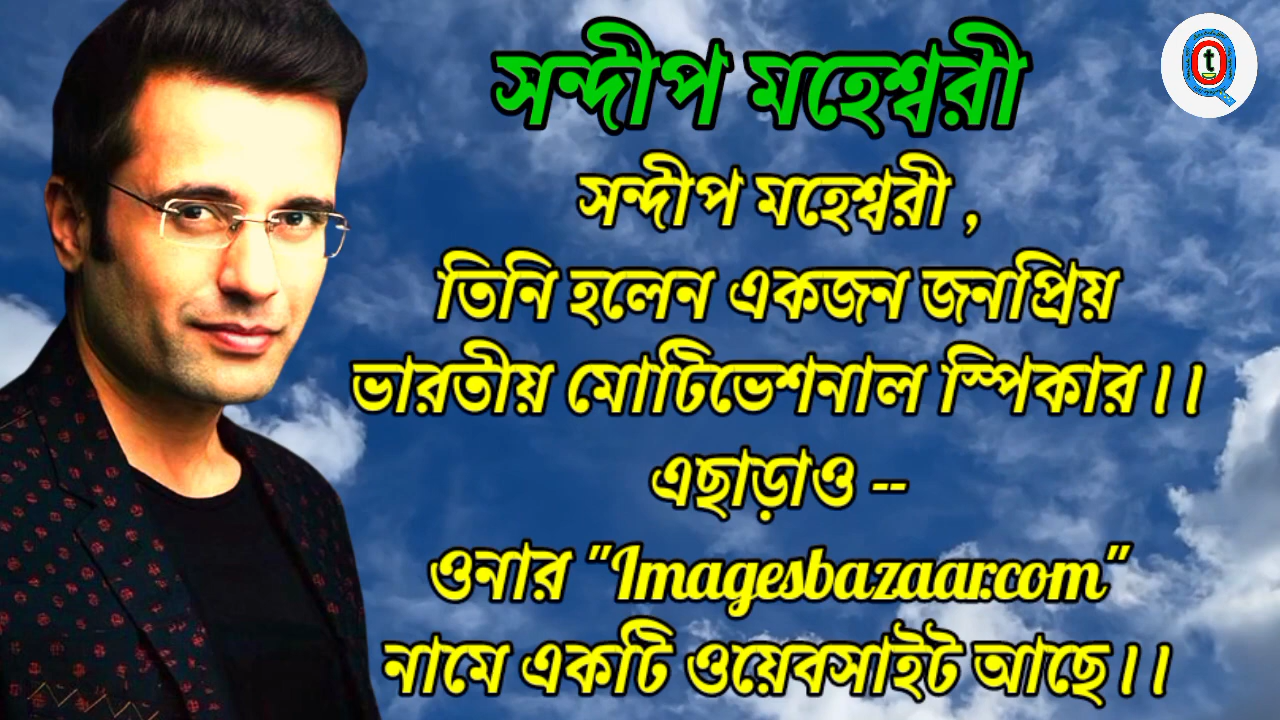 সন্দীপ মহেশ্বরী
সন্দীপ মহেশ্বরী ,
তিনি হলেন একজন জনপ্রিয়
ভারতীয় মোটিভেশনাল স্পিকার।।
এছাড়াও --
ওনার "Imagesbazaar.com"
নামে একটি ওয়েবসাইট আছে।।
t